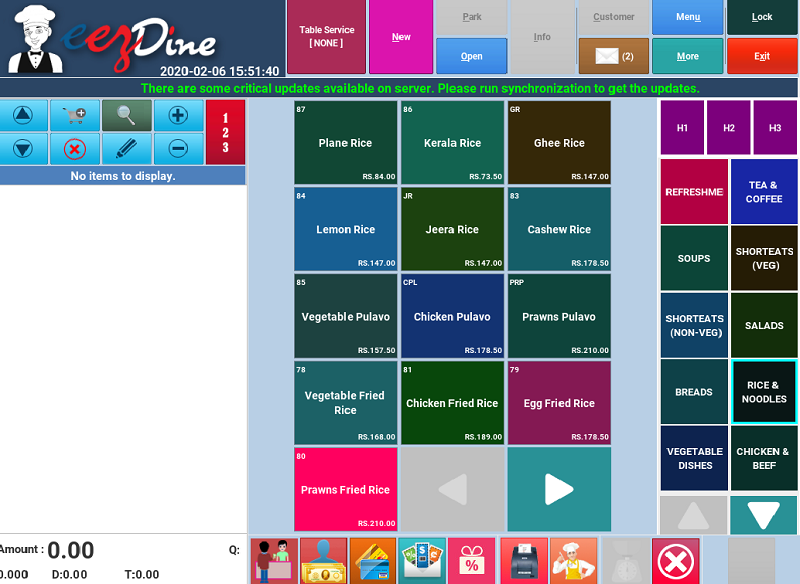 eezDine
2020-02-06 15:51:40
Table Service
[ NONE ]
New
Park
Open
Info
Customer
(2)
Menu
More
Lock
Exit
There are some critical updates available on server. Please run synchronization to get the updates.
1
2
3
No items to display.
87
Plane Rice
RS.84.00
86
Kerala Rice
RS.73.50
GR
Ghee Rice
RS.147.00
84
Lemon Rice
RS.147.00
JR
Jeera Rice
RS.147.00
83
Cashew Rice
RS.178.50
85
Vegetable Pulavo
RS.157.50
CPL
Chicken Pulavo
RS.178.50
PRP
Prawns Pulavo
RS.210.00
78
Vegetable Fried
Rice
RS.168.00
81
Chicken Fried Rice
RS.189.00
79
Egg Fried Rice
RS.178.50
80
Prawns Fried Rice
RS.210.00
H1
H2
H3
REFRESHME
TEA &
COFFEE
SOUPS
SHORTEATS
(VEG)
SHORTEATS
(NON-VEG)
SALADS
BREADS
RICE &
NOODLES
VEGETABLE
DISHES
CHICKEN &
BEEF
Amount : 0.00
Q:
0.000
D:0.00
T:0.00
%